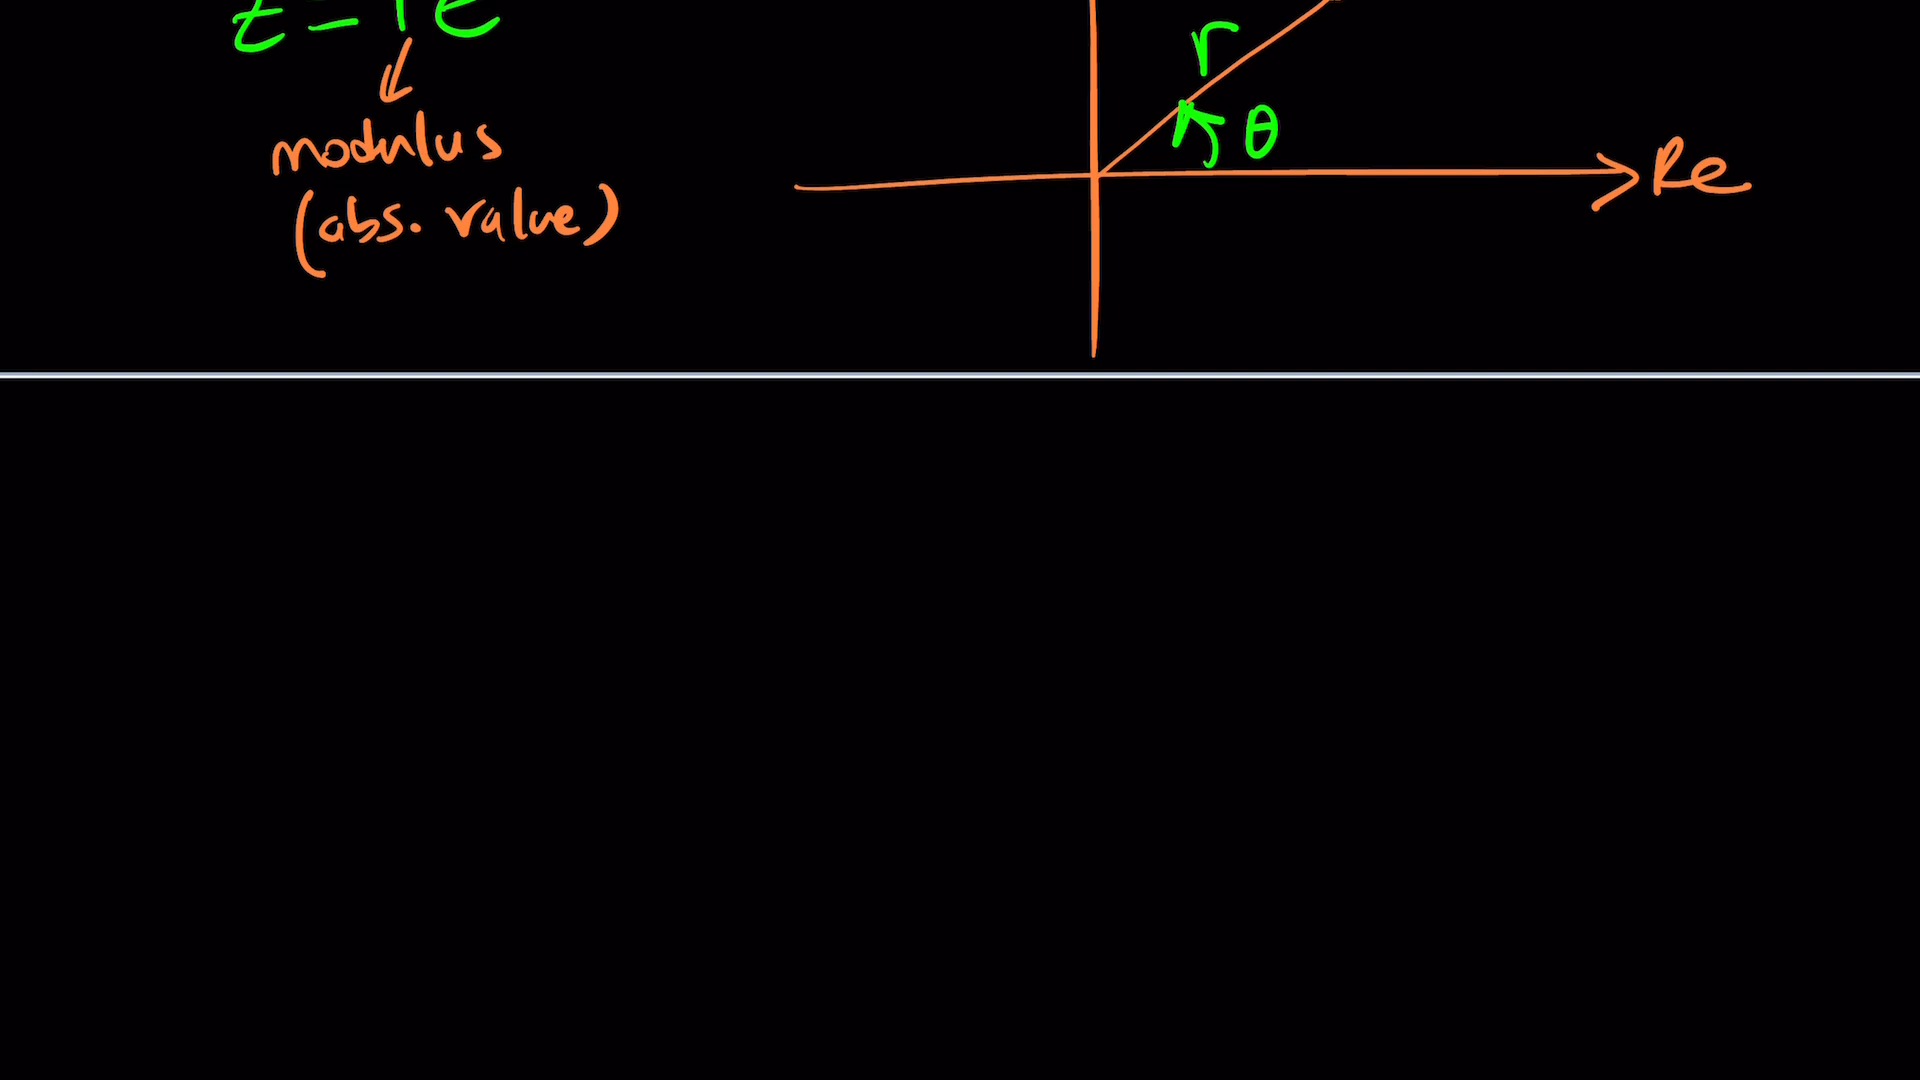 z = r e
modulus
(abs. value)
r
θ
Re